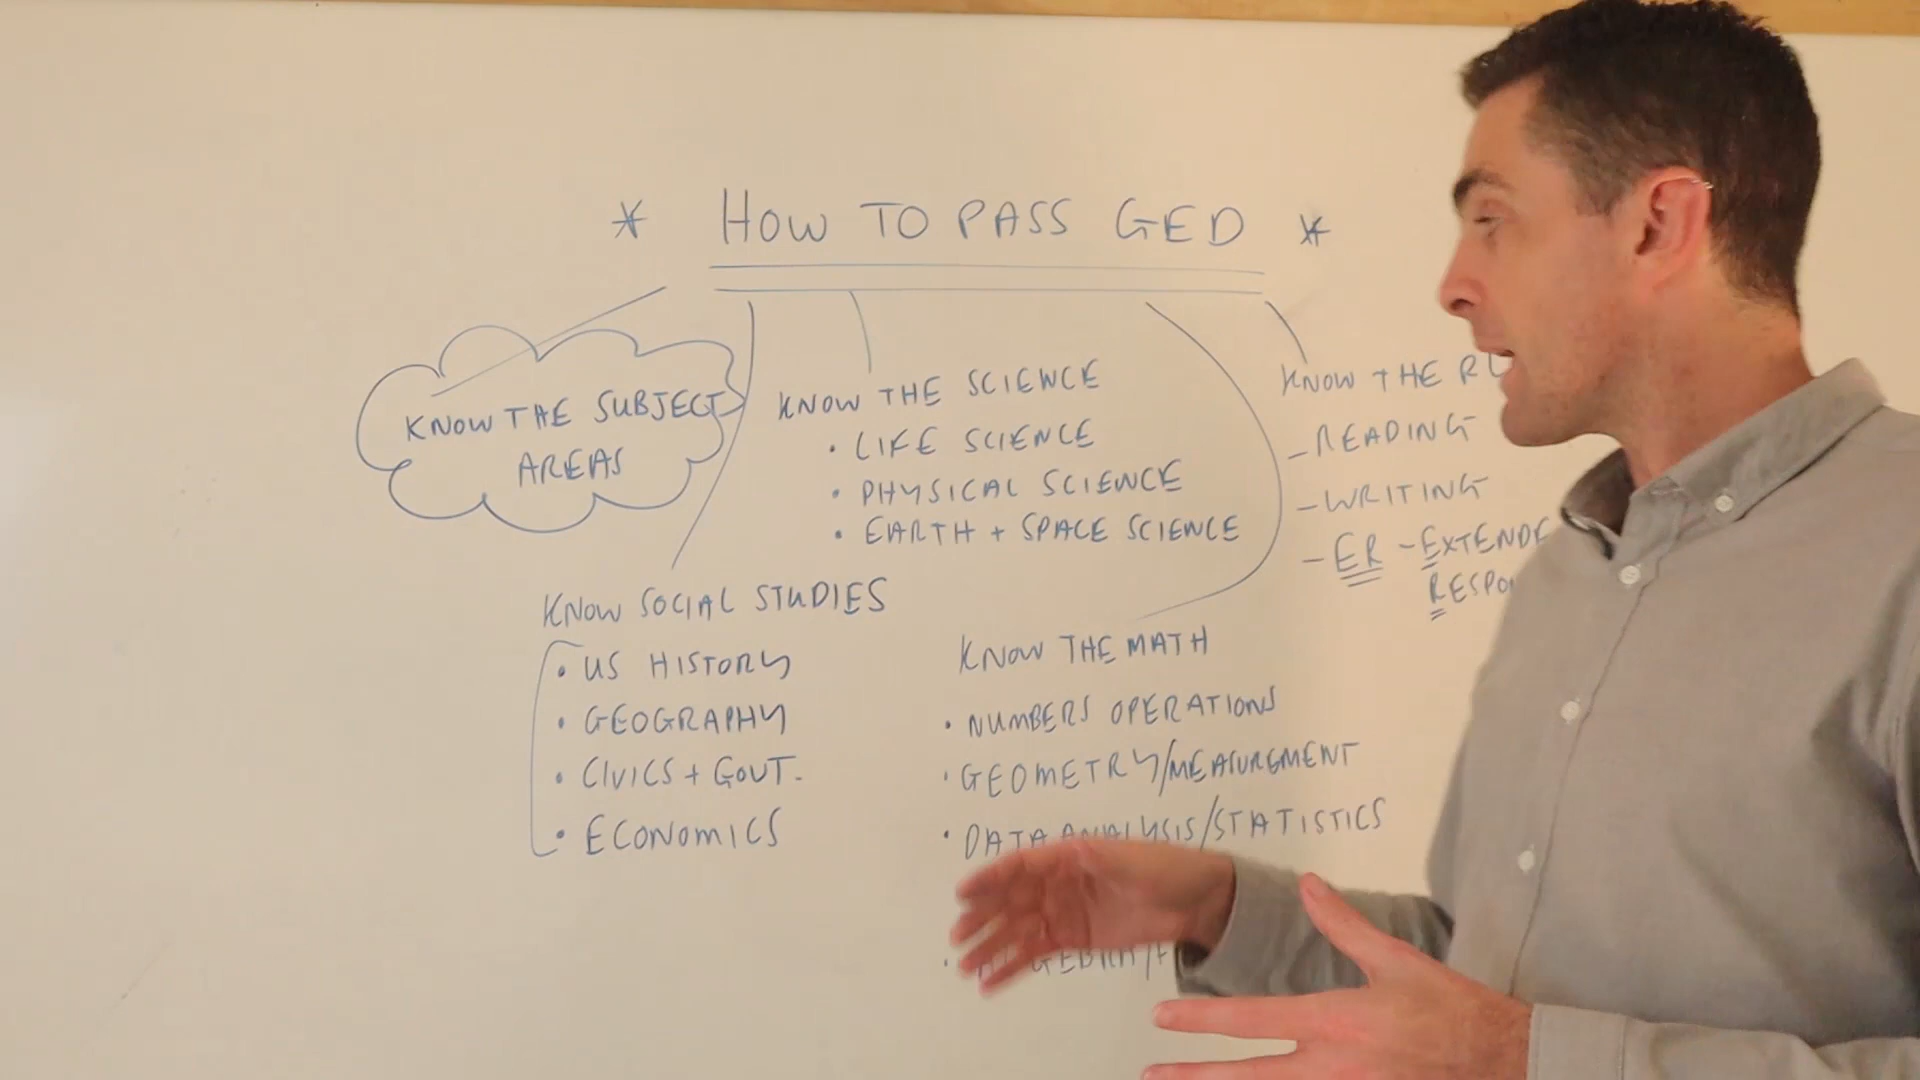 * HOW TO PASS GED *
KNOW THE SUBJECT
AREAS
KNOW THE SCIENCE
• LIFE SCIENCE
• PHYSICAL SCIENCE
• EARTH + SPACE SCIENCE
KNOW THE
- READING
- WRITING
- ER - EXTENDE
RESPO
KNOW SOCIAL STUDIES
• US HISTORY
• GEOGRAPHY
• CIVICS + GOVT.
• ECONOMICS
KNOW THE MATH
• NUMBERS OPERATIONS
• GEOMETRY/MEASURGMENT
• DATA ANALYSIS/STATISTICS